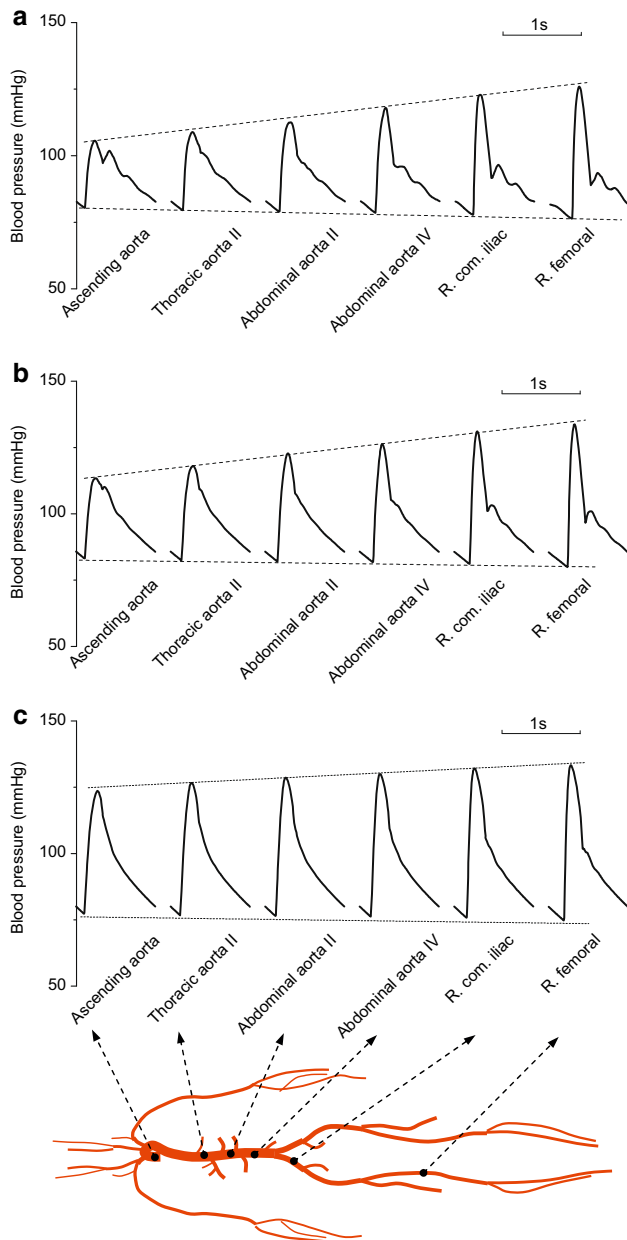 a
150
1s
Blood pressure (mmHg)
100
50
Ascending aorta
Thoracic aorta II
Abdominal aorta II
Abdominal aorta IV
R. com. iliac
R. femoral
b
150
1s
Blood pressure (mmHg)
100
50
Ascending aorta
Thoracic aorta II
Abdominal aorta II
Abdominal aorta IV
R. com. iliac
R. femoral
c
150
1s
Blood pressure (mmHg)
100
50
Ascending aorta
Thoracic aorta II
Abdominal aorta II
Abdominal aorta IV
R. com. iliac
R. femoral